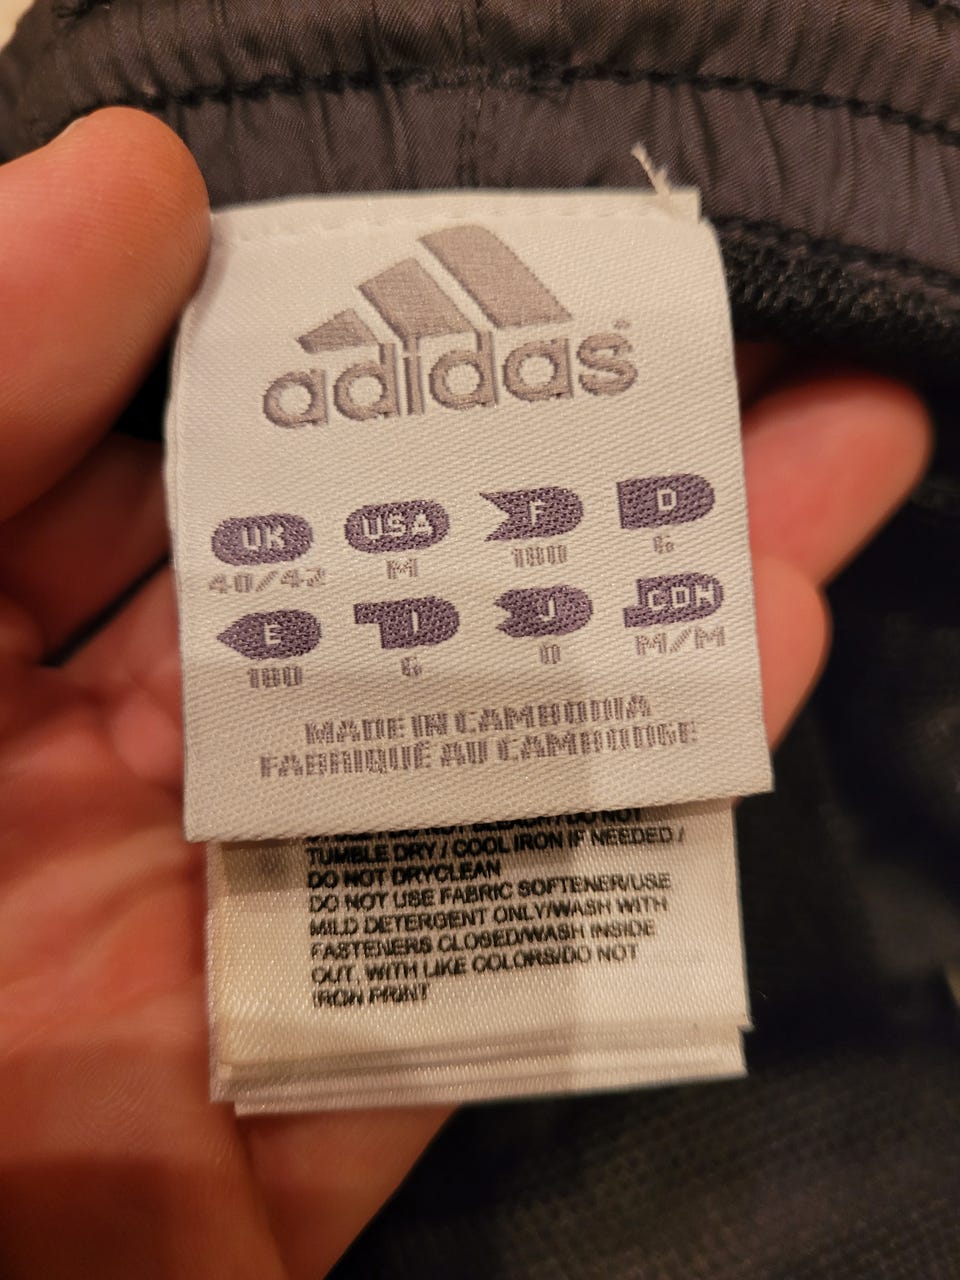 adidas
UK USA F D
40/42 M 180 6
E I J CDN
180 6 O M/M
MADE IN CAMBODIA
FABRIQUÉ AU CAMBODGE
DO NOT
TUMBLE DRY / COOL IRON IF NEEDED /
DO NOT DRYCLEAN
DO NOT USE FABRIC SOFTENER/USE
MILD DETERGENT ONLY/WASH WITH
FASTENERS CLOSED/WASH INSIDE
OUT, WITH LIKE COLORS/DO NOT
IRON PRINT